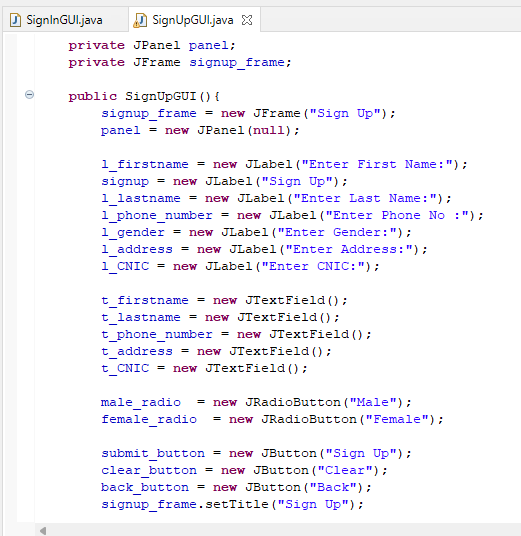 SignInGUI.java SignUpGUI.java
private JPanel panel;
private JFrame signup_frame;
public SignUpGUI(){
signup_frame = new JFrame("Sign Up");
panel = new JPanel(null);
l_firstname = new JLabel("Enter First Name:");
signup = new JLabel("Sign Up");
l_lastname = new JLabel("Enter Last Name:");
l_phone_number = new JLabel("Enter Phone No :");
l_gender = new JLabel("Enter Gender:");
l_address = new JLabel("Enter Address:");
l_CNIC = new JLabel("Enter CNIC:");
t_firstname = new JTextField();
t_lastname = new JTextField();
t_phone_number = new JTextField();
t_address = new JTextField();
t_CNIC = new JTextField();
male_radio  = new JRadioButton("Male");
female_radio  = new JRadioButton("Female");
submit_button = new JButton("Sign Up");
clear_button = new JButton("Clear");
back_button = new JButton("Back");
signup_frame.setTitle("Sign Up");